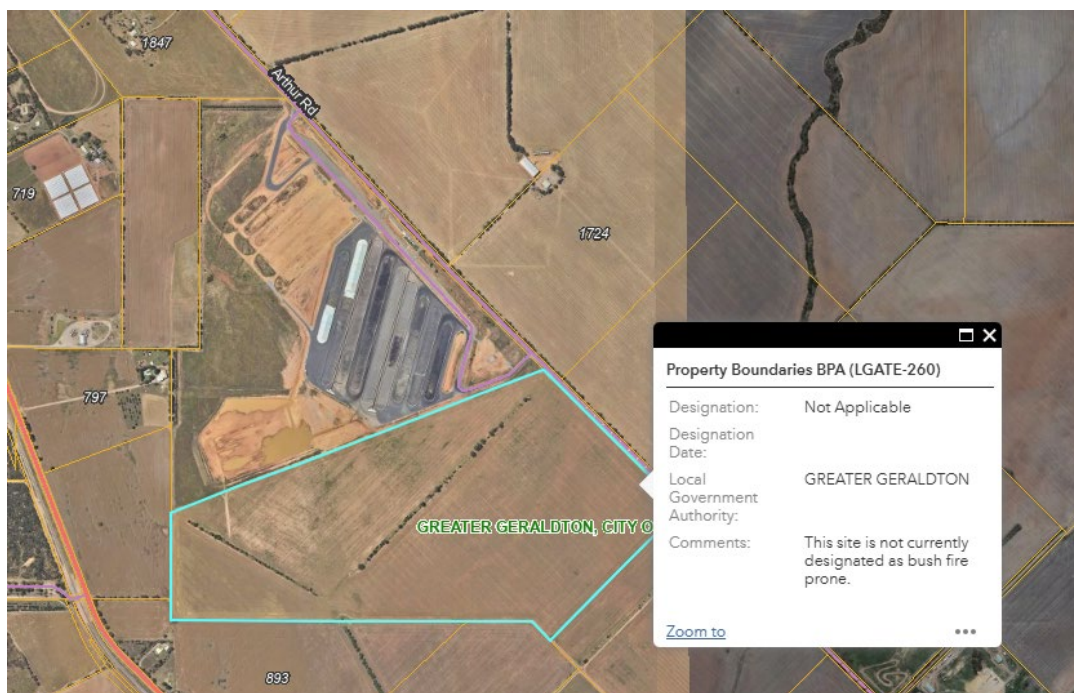 1847
Arthur Rd
719
1724
797
GREATER GERALDTON, CITY O
893
Property Boundaries BPA (LGATE-260)
Designation: Not Applicable
Designation
Date:
Local GREATER GERALDTON
Government
Authority:
Comments: This site is not currently
designated as bush fire
prone.
Zoom to